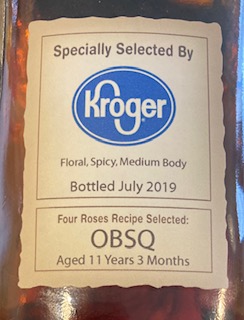 Specially Selected By
Kroger
Floral, Spicy, Medium Body
Bottled July 2019
Four Roses Recipe Selected:
OBSQ
Aged 11 Years 3 Months